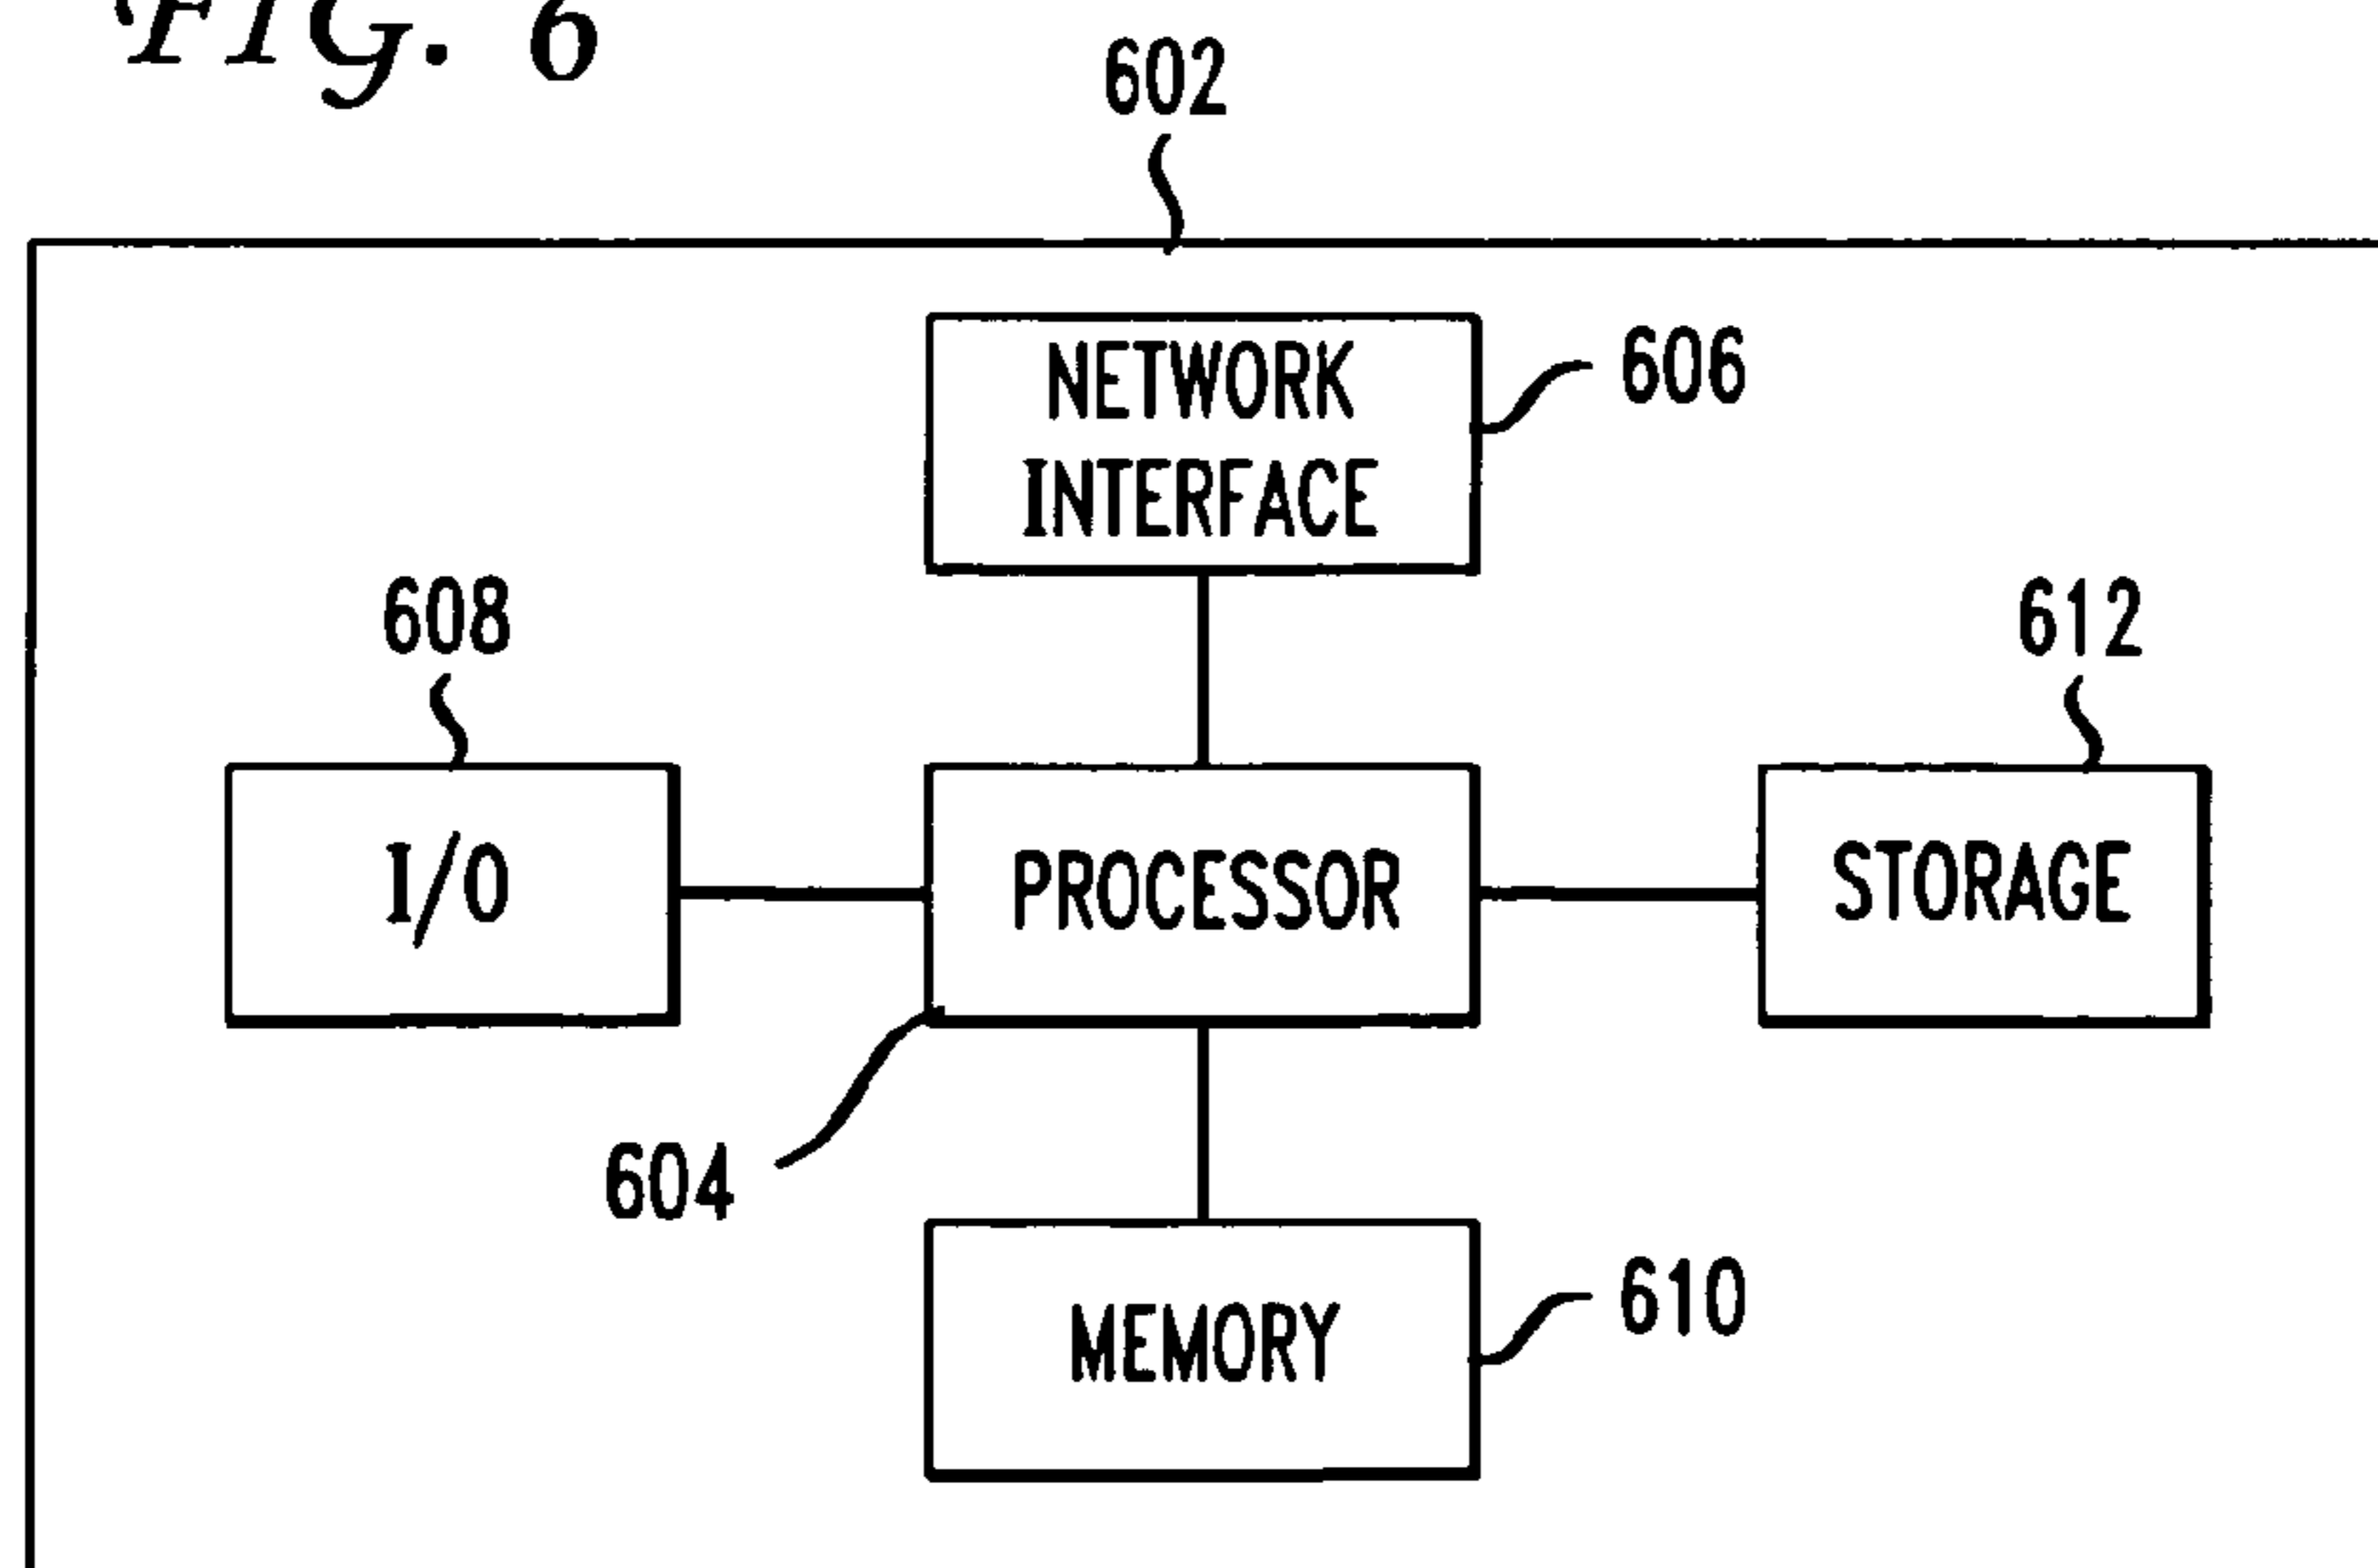 FIG. 6
602
NETWORK
INTERFACE
606
608
612
I/O
PROCESSOR
STORAGE
604
610
MEMORY